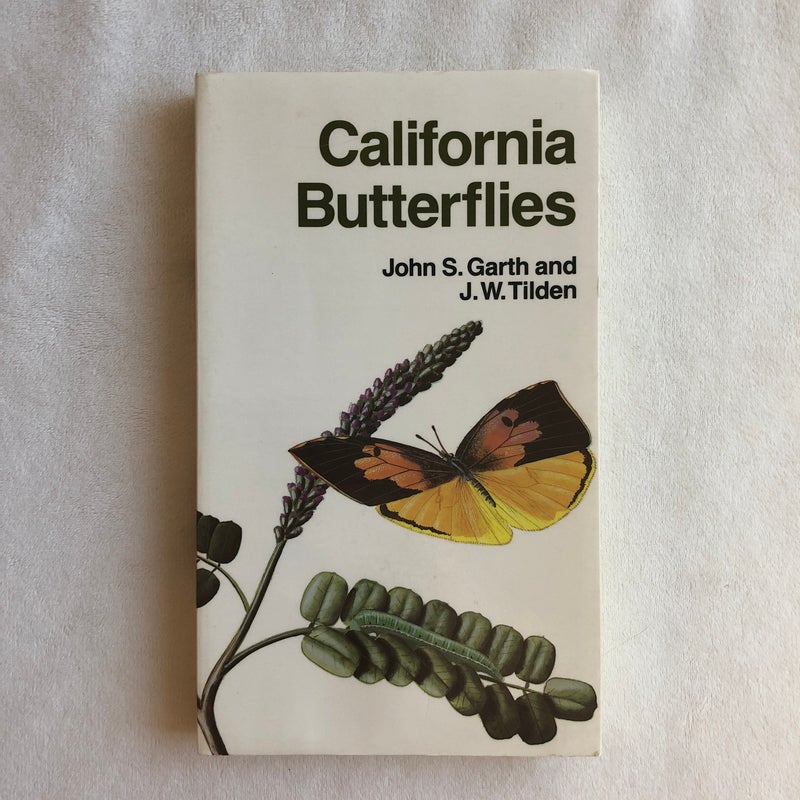 California
Butterflies
John S. Garth and
J.W. Tilden